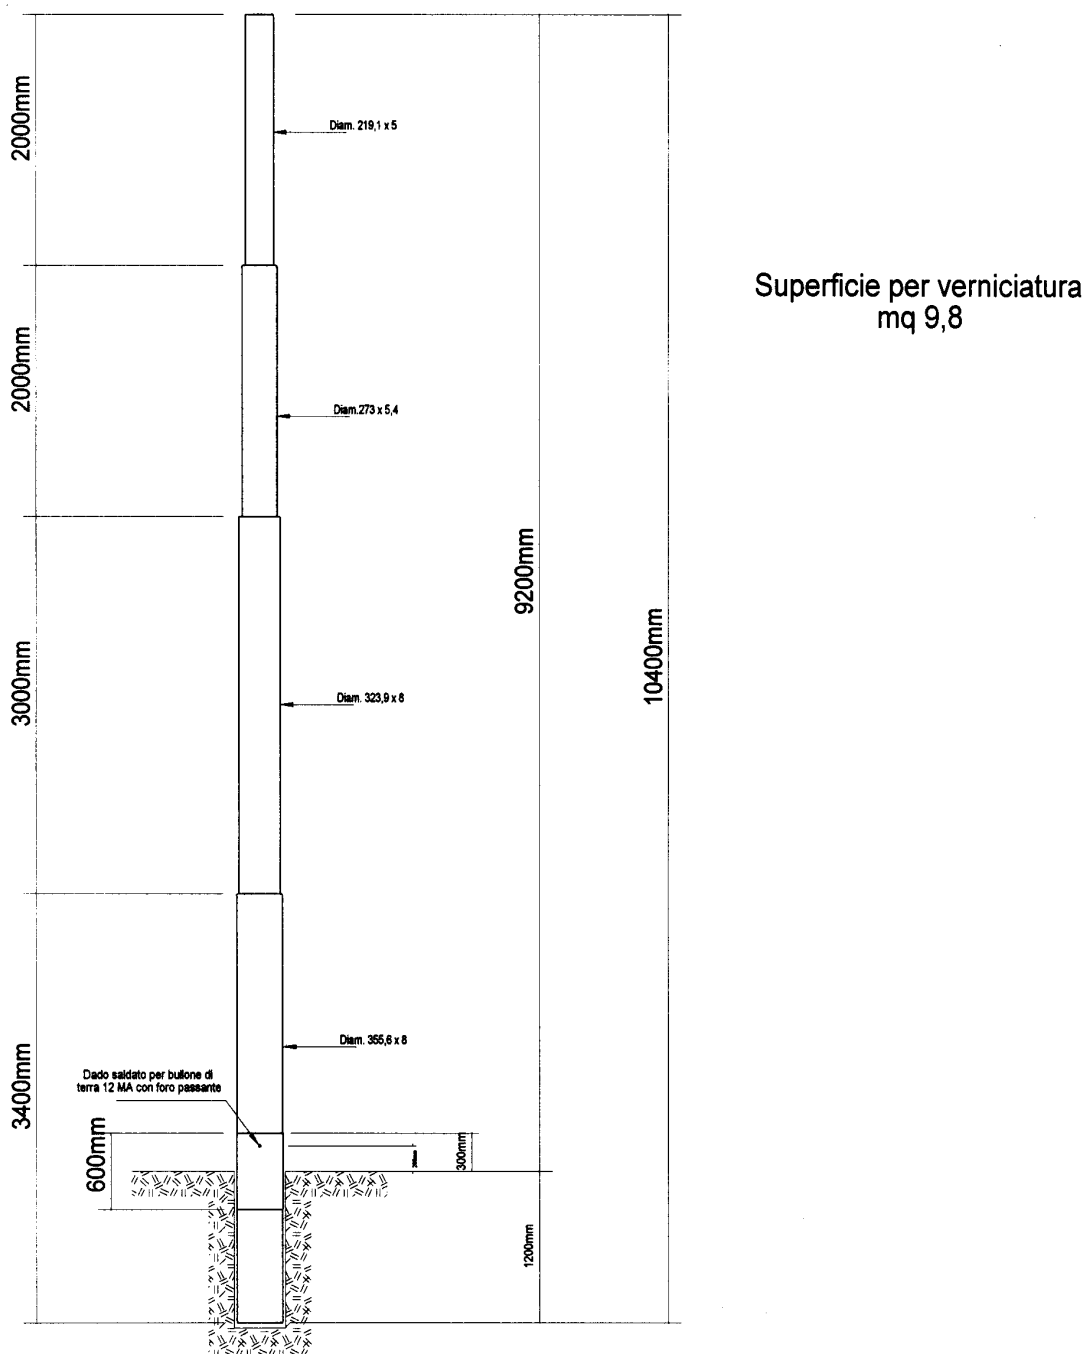 2000mm
Diam. 219,1 x 5
Superficie per verniciatura
mq 9,8
2000mm
Diam.273 x 5,4
9200mm
10400mm
3000mm
Diam. 323,9 x 8
3400mm
Diam. 355,6 x 8
Dado saldato per bullone di
terra 12 MA con foro passante
600mm
300mm
1200mm